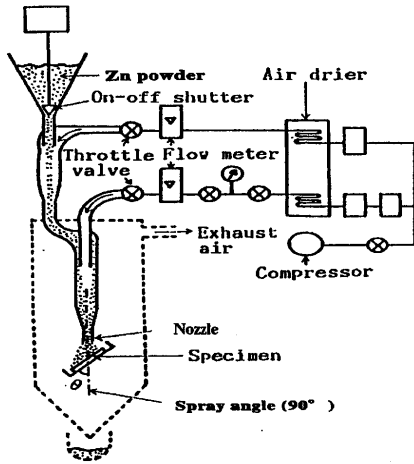 Zn powder
On-off shutter
Air drier
Throttle
valve
Flow meter
Exhaust
air
Compressor
Nozzle
Specimen
θ
Spray angle (90° )